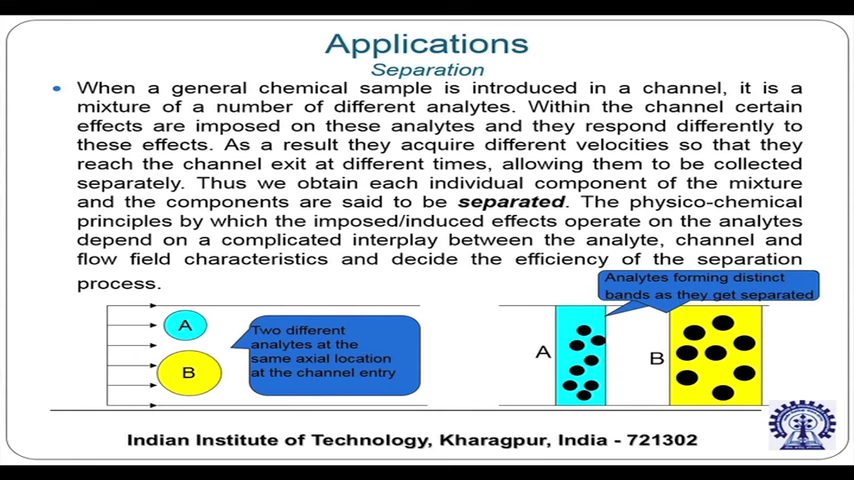 Applications
Separation
When a general chemical sample is introduced in a channel, it is a
mixture of a number of different analytes. Within the channel certain
effects are imposed on these analytes and they respond differently to
these effects. As a result they acquire different velocities so that they
reach the channel exit at different times, allowing them to be collected
separately. Thus we obtain each individual component of the mixture
and the components are said to be separated. The physico-chemical
principles by which the imposed/induced effects operate on the analytes
depend on a complicated interplay between the analyte, channel and
flow field characteristics and decide the efficiency of the separation
process.
Analytes forming distinct
bands as they get separated
A
B
Two different
analytes at the
same axial location
at the channel entry
A
B
Indian Institute of Technology, Kharagpur, India - 721302